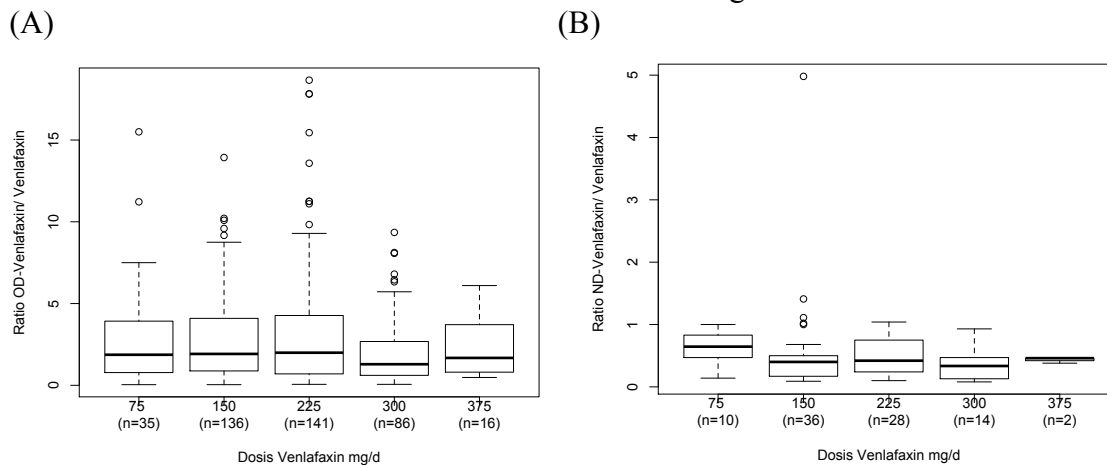 (A)
(B)
Ratio OD-Venlafaxin/ Venlafaxin
15
10
5
0
75 150 225 300 375
(n=35) (n=136) (n=141) (n=86) (n=16)
Dosis Venlafaxin mg/d
Ratio ND-Venlafaxin/ Venlafaxin
5
4
3
2
1
0
75 150 225 300 375
(n=10) (n=36) (n=28) (n=14) (n=2)
Dosis Venlafaxin mg/d